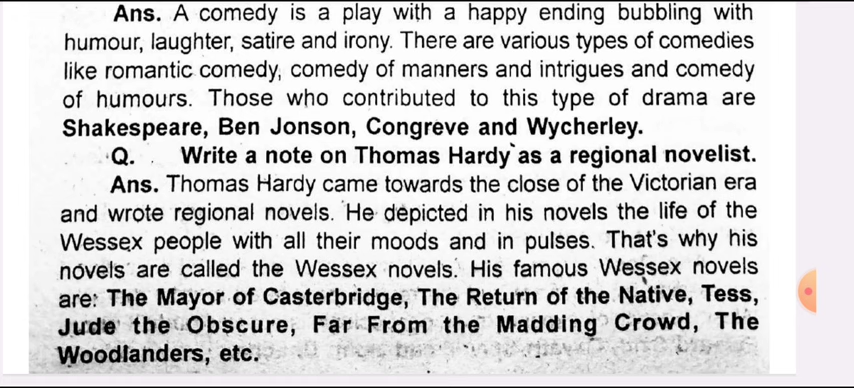 Ans. A comedy is a play with a happy ending bubbling with
humour, laughter, satire and irony. There are various types of comedies
like romantic comedy, comedy of manners and intrigues and comedy
of humours. Those who contributed to this type of drama are
Shakespeare, Ben Jonson, Congreve and Wycherley.
Q. Write a note on Thomas Hardy as a regional novelist.
Ans. Thomas Hardy came towards the close of the Victorian era
and wrote regional novels. He depicted in his novels the life of the
Wessex people with all their moods and in pulses. That's why his
novels are called the Wessex novels. His famous Wessex novels
are: The Mayor of Casterbridge, The Return of the Native, Tess,
Jude the Obscure, Far From the Madding Crowd, The
Woodlanders, etc.